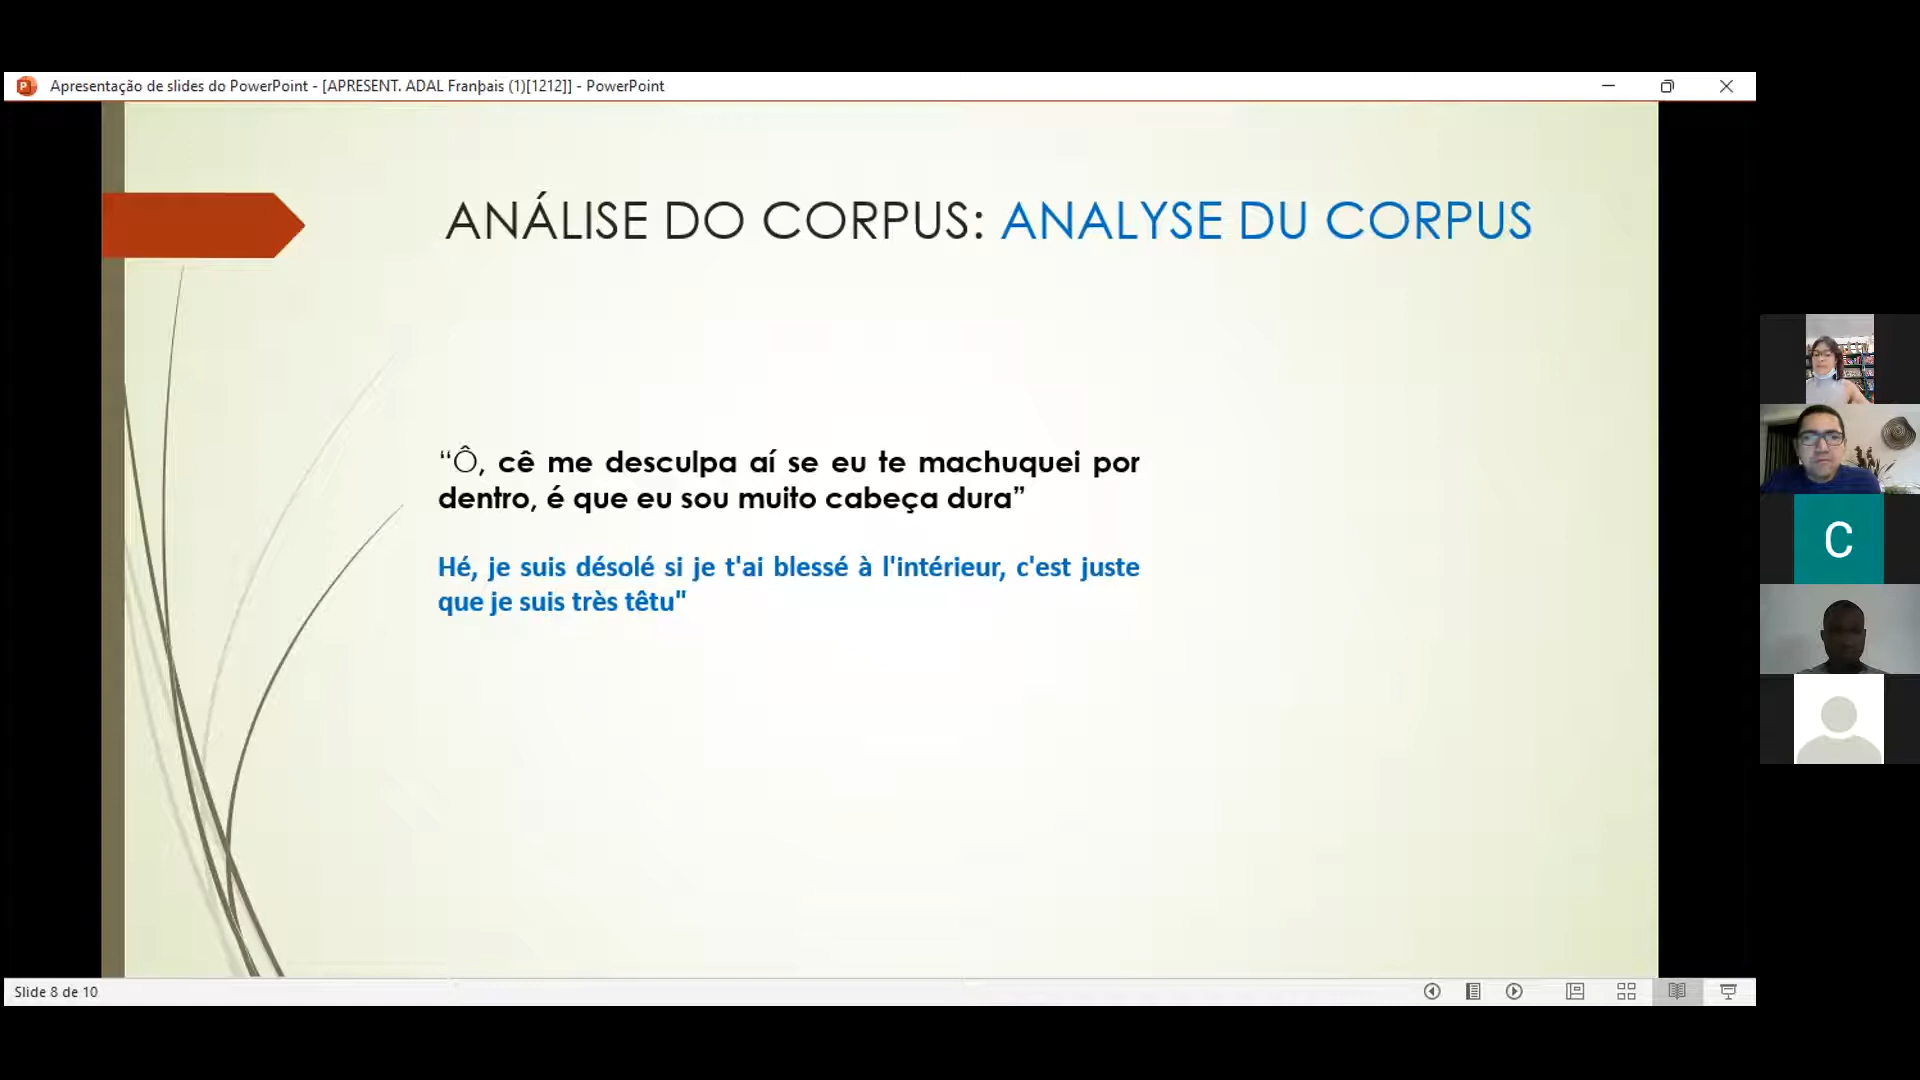 Apresentação de slides do PowerPoint - [APRESENT. ADAL Franþais (1)[1212]] - PowerPoint
ANÁLISE DO CORPUS: ANALYSE DU CORPUS
“Ô, cê me desculpa aí se eu te machuquei por
dentro, é que eu sou muito cabeça dura”
Hé, je suis désolé si je t'ai blessé à l'intérieur, c'est juste
que je suis très têtu"
C
Slide 8 de 10